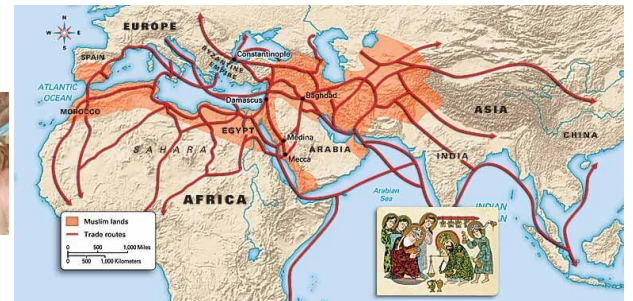 N
W
E
S
EUROPE
SPAIN
BYZANTINE
EMPIRE
Constantinople
ATLANTIC
OCEAN
MOROCCO
Damascus
Baghdad
ASIA
CHINA
EGYPT
Medina
ARABIA
Mecca
INDIA
SAHARA
AFRICA
Arabian
Sea
INDIAN
Muslim lands
Trade routes
0 500 1,000 Miles
0 500 1,000 Kilometers